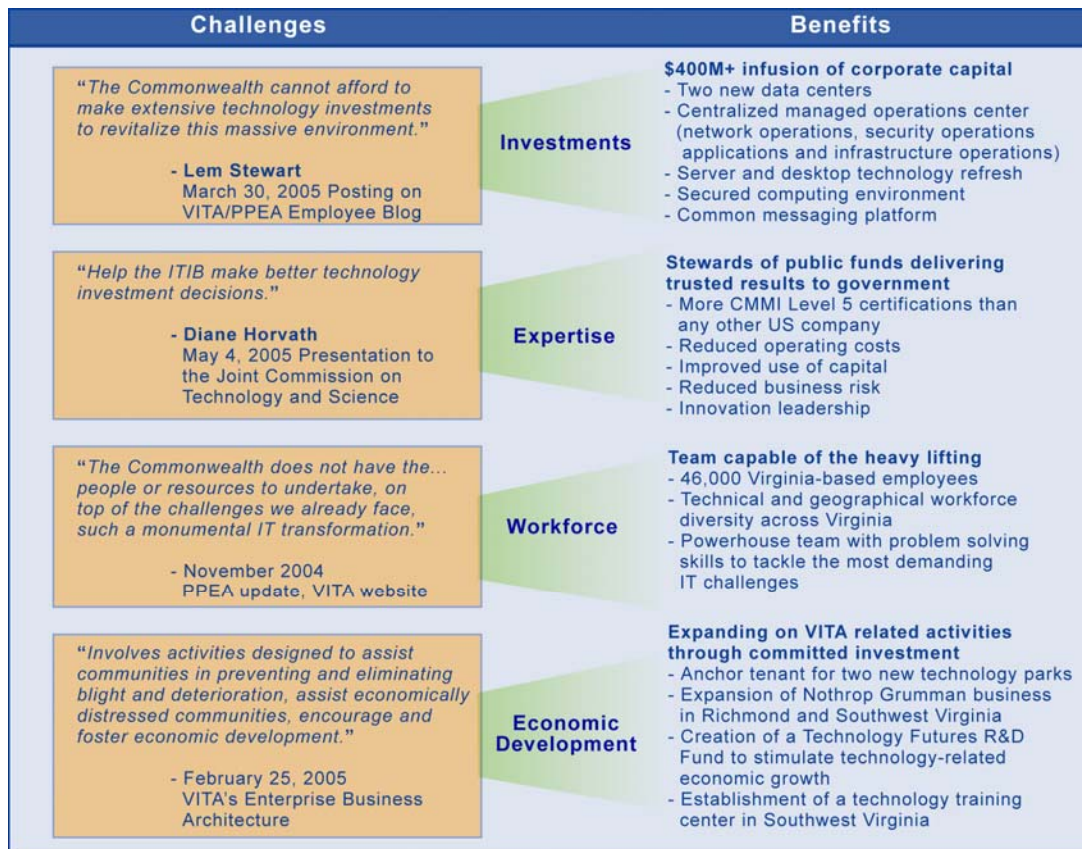 Challenges
Benefits
“The Commonwealth cannot afford to
make extensive technology investments
to revitalize this massive environment.”
- Lem Stewart
March 30, 2005 Posting on
VITA/PPEA Employee Blog
Investments
$400M+ infusion of corporate capital
- Two new data centers
- Centralized managed operations center
(network operations, security operations
applications and infrastructure operations)
- Server and desktop technology refresh
- Secured computing environment
- Common messaging platform
“Help the ITIB make better technology
investment decisions.”
- Diane Horvath
May 4, 2005 Presentation to
the Joint Commission on
Technology and Science
Expertise
Stewards of public funds delivering
trusted results to government
- More CMMI Level 5 certifications than
any other US company
- Reduced operating costs
- Improved use of capital
- Reduced business risk
- Innovation leadership
“The Commonwealth does not have the...
people or resources to undertake, on
top of the challenges we already face,
such a monumental IT transformation.”
- November 2004
PPEA update, VITA website
Workforce
Team capable of the heavy lifting
- 46,000 Virginia-based employees
- Technical and geographical workforce
diversity across Virginia
- Powerhouse team with problem solving
skills to tackle the most demanding
IT challenges
“Involves activities designed to assist
communities in preventing and eliminating
blight and deterioration, assist economically
distressed communities, encourage and
foster economic development.”
- February 25, 2005
VITA's Enterprise Business
Architecture
Economic
Development
Expanding on VITA related activities
through committed investment
- Anchor tenant for two new technology parks
- Expansion of Nothrop Grumman business
in Richmond and Southwest Virginia
- Creation of a Technology Futures R&D
Fund to stimulate technology-related
economic growth
- Establishment of a technology training
center in Southwest Virginia